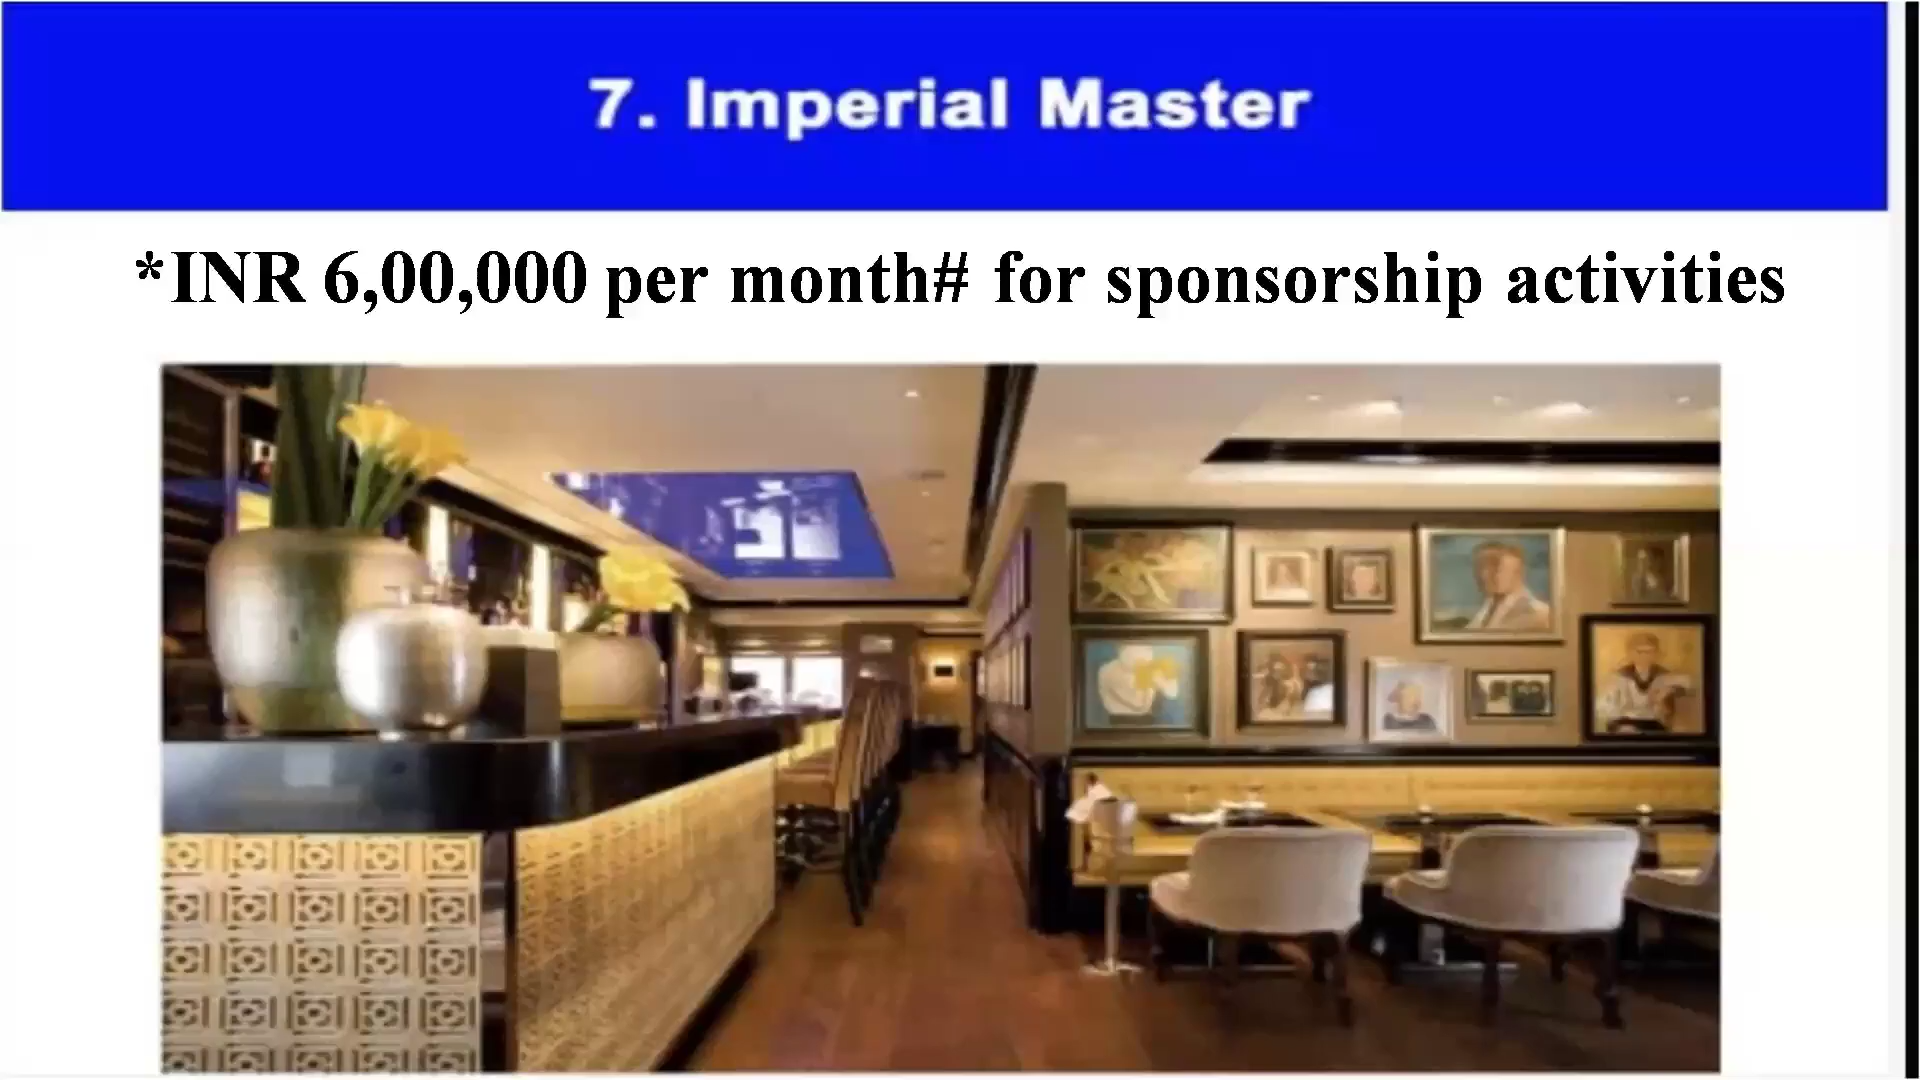 7. Imperial Master
*INR 6,00,000 per month# for sponsorship activities